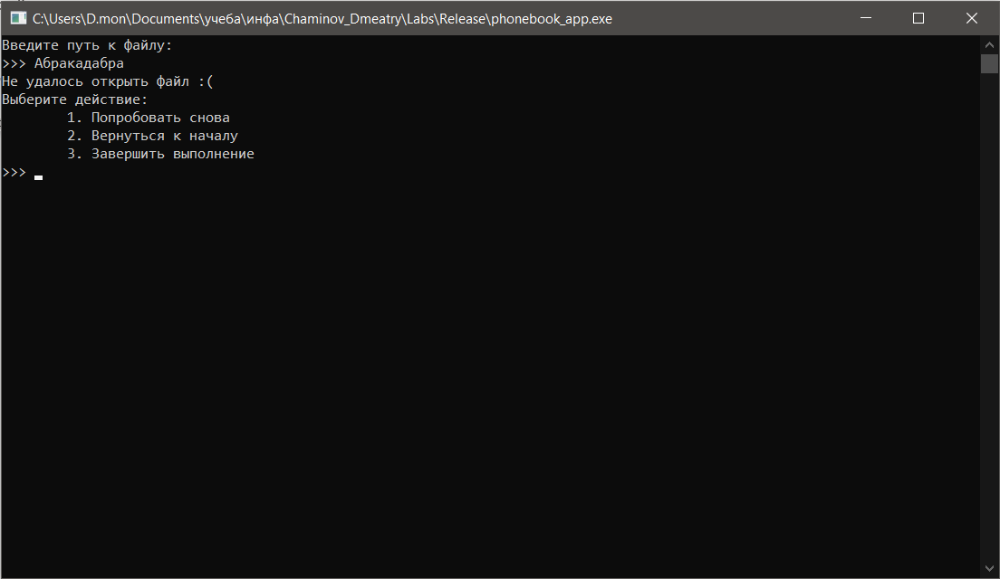 C:\Users\D.mon\Documents\учеба\инфа\Chaminov_Dmeatry\Labs\Release\phonebook_app.exe
Введите путь к файлу:
>>> Абракадабра
Не удалось открыть файл :(
Выберите действие:
1. Попробовать снова
2. Вернуться к началу
3. Завершить выполнение
>>>